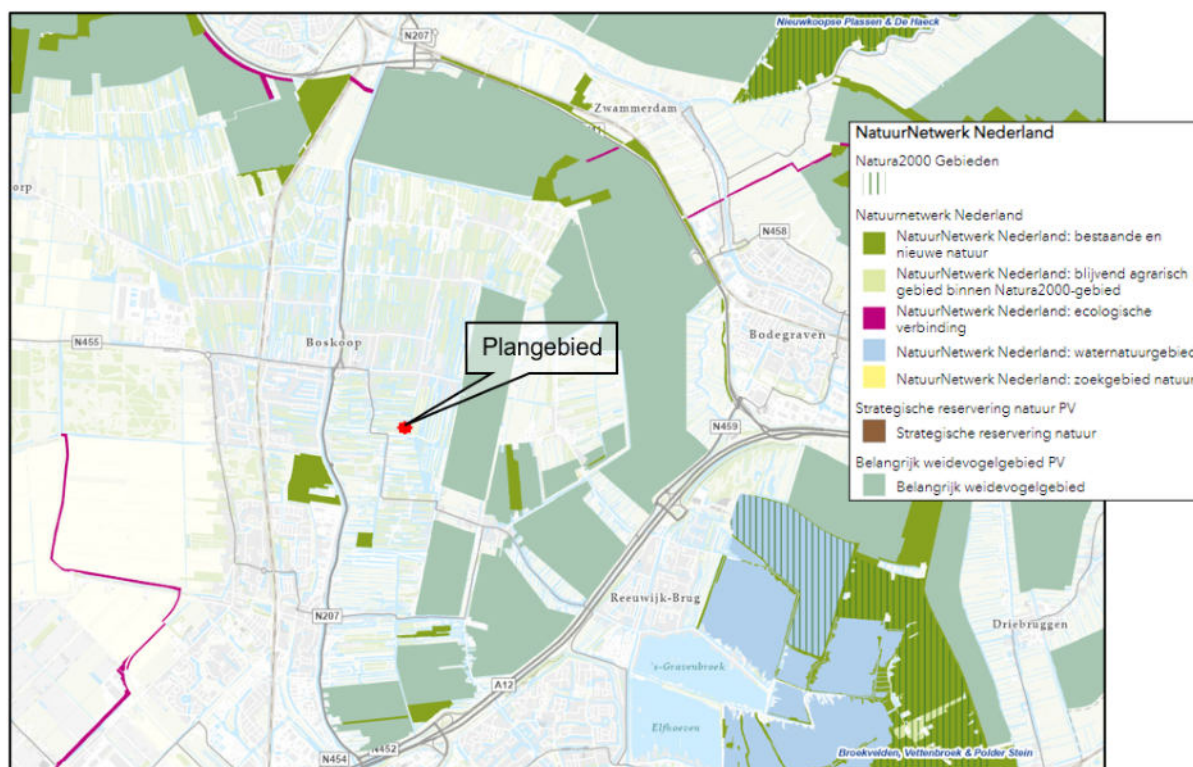 Nieuwkoopse Plassen & De Haeck
N207
Zwammerdam
NatuurNetwerk Nederland
Natura2000 Gebieden
orp
Natuurnetwerk Nederland
N458
NatuurNetwerk Nederland: bestaande en
nieuwe natuur
NatuurNetwerk Nederland: blijvend agrarisch
gebied binnen Natura2000-gebied
NatuurNetwerk Nederland: ecologische
verbinding
N455
Boskoop
Plangebied
Bodegraven
NatuurNetwerk Nederland: waternatuurgebied
NatuurNetwerk Nederland: zoekgebied natuur
Strategische reservering natuur PV
N459
Strategische reservering natuur
Belangrijk weidevogelgebied PV
Belangrijk weidevogelgebied
Reeuwijk-Brug
N207
Driebruggen
's-Gravenbroek
A12
Elfhoeven
N452
N454
Broekvelden, Vettenbroek & Polder Stein